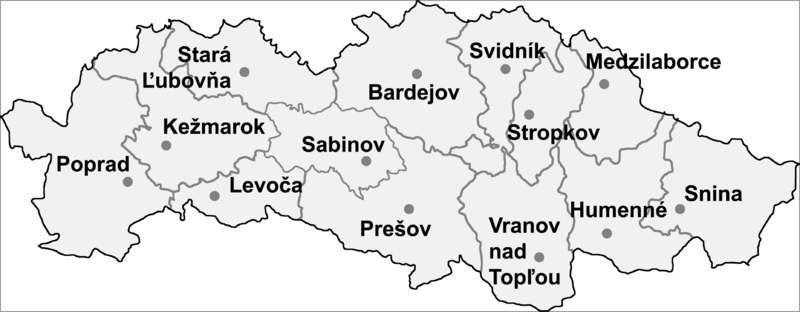 Svidník
Stará
Ľubovňa
Medzilaborce
Bardejov
Kežmarok
Stropkov
Sabinov
Poprad
Levoča
Snina
Humenné
Prešov
Vranov
nad
Topľou